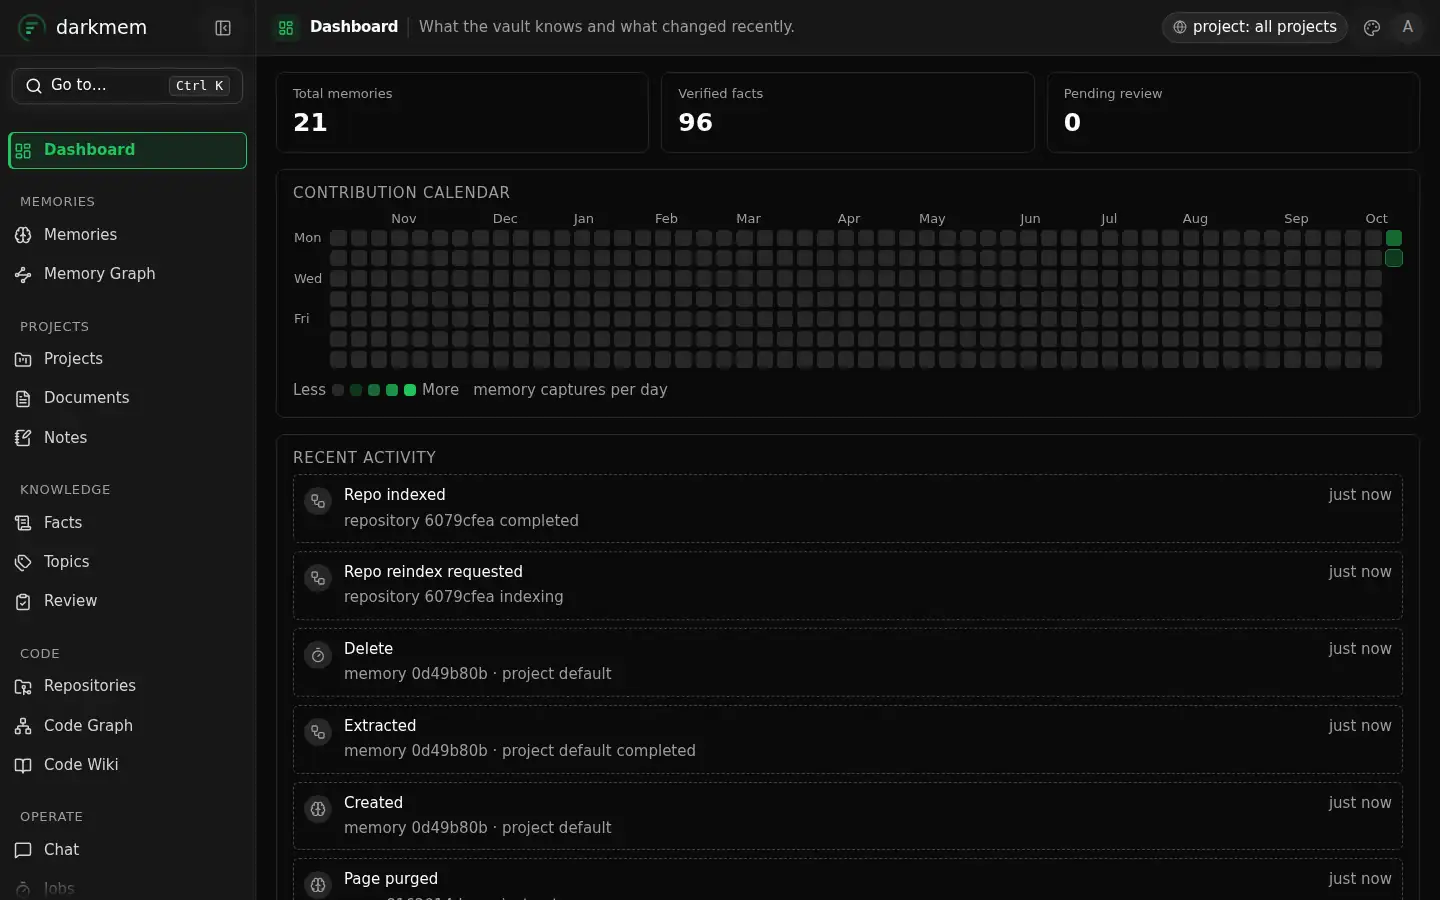 darkmem
Go to...
Ctrl K
Dashboard
MEMORIES
Memories
Memory Graph
PROJECTS
Projects
Documents
Notes
KNOWLEDGE
Facts
Topics
Review
CODE
Repositories
Code Graph
Code Wiki
OPERATE
Chat
Jobs
Dashboard
What the vault knows and what changed recently.
project: all projects
A
Total memories
21
Verified facts
96
Pending review
0
CONTRIBUTION CALENDAR
Nov Dec Jan Feb Mar Apr May Jun Jul Aug Sep Oct
Mon
Wed
Fri
Less More memory captures per day
RECENT ACTIVITY
Repo indexed just now
repository 6079cfea completed
Repo reindex requested just now
repository 6079cfea indexing
Delete just now
memory 0d49b80b · project default
Extracted just now
memory 0d49b80b · project default completed
Created just now
memory 0d49b80b · project default
Page purged just now